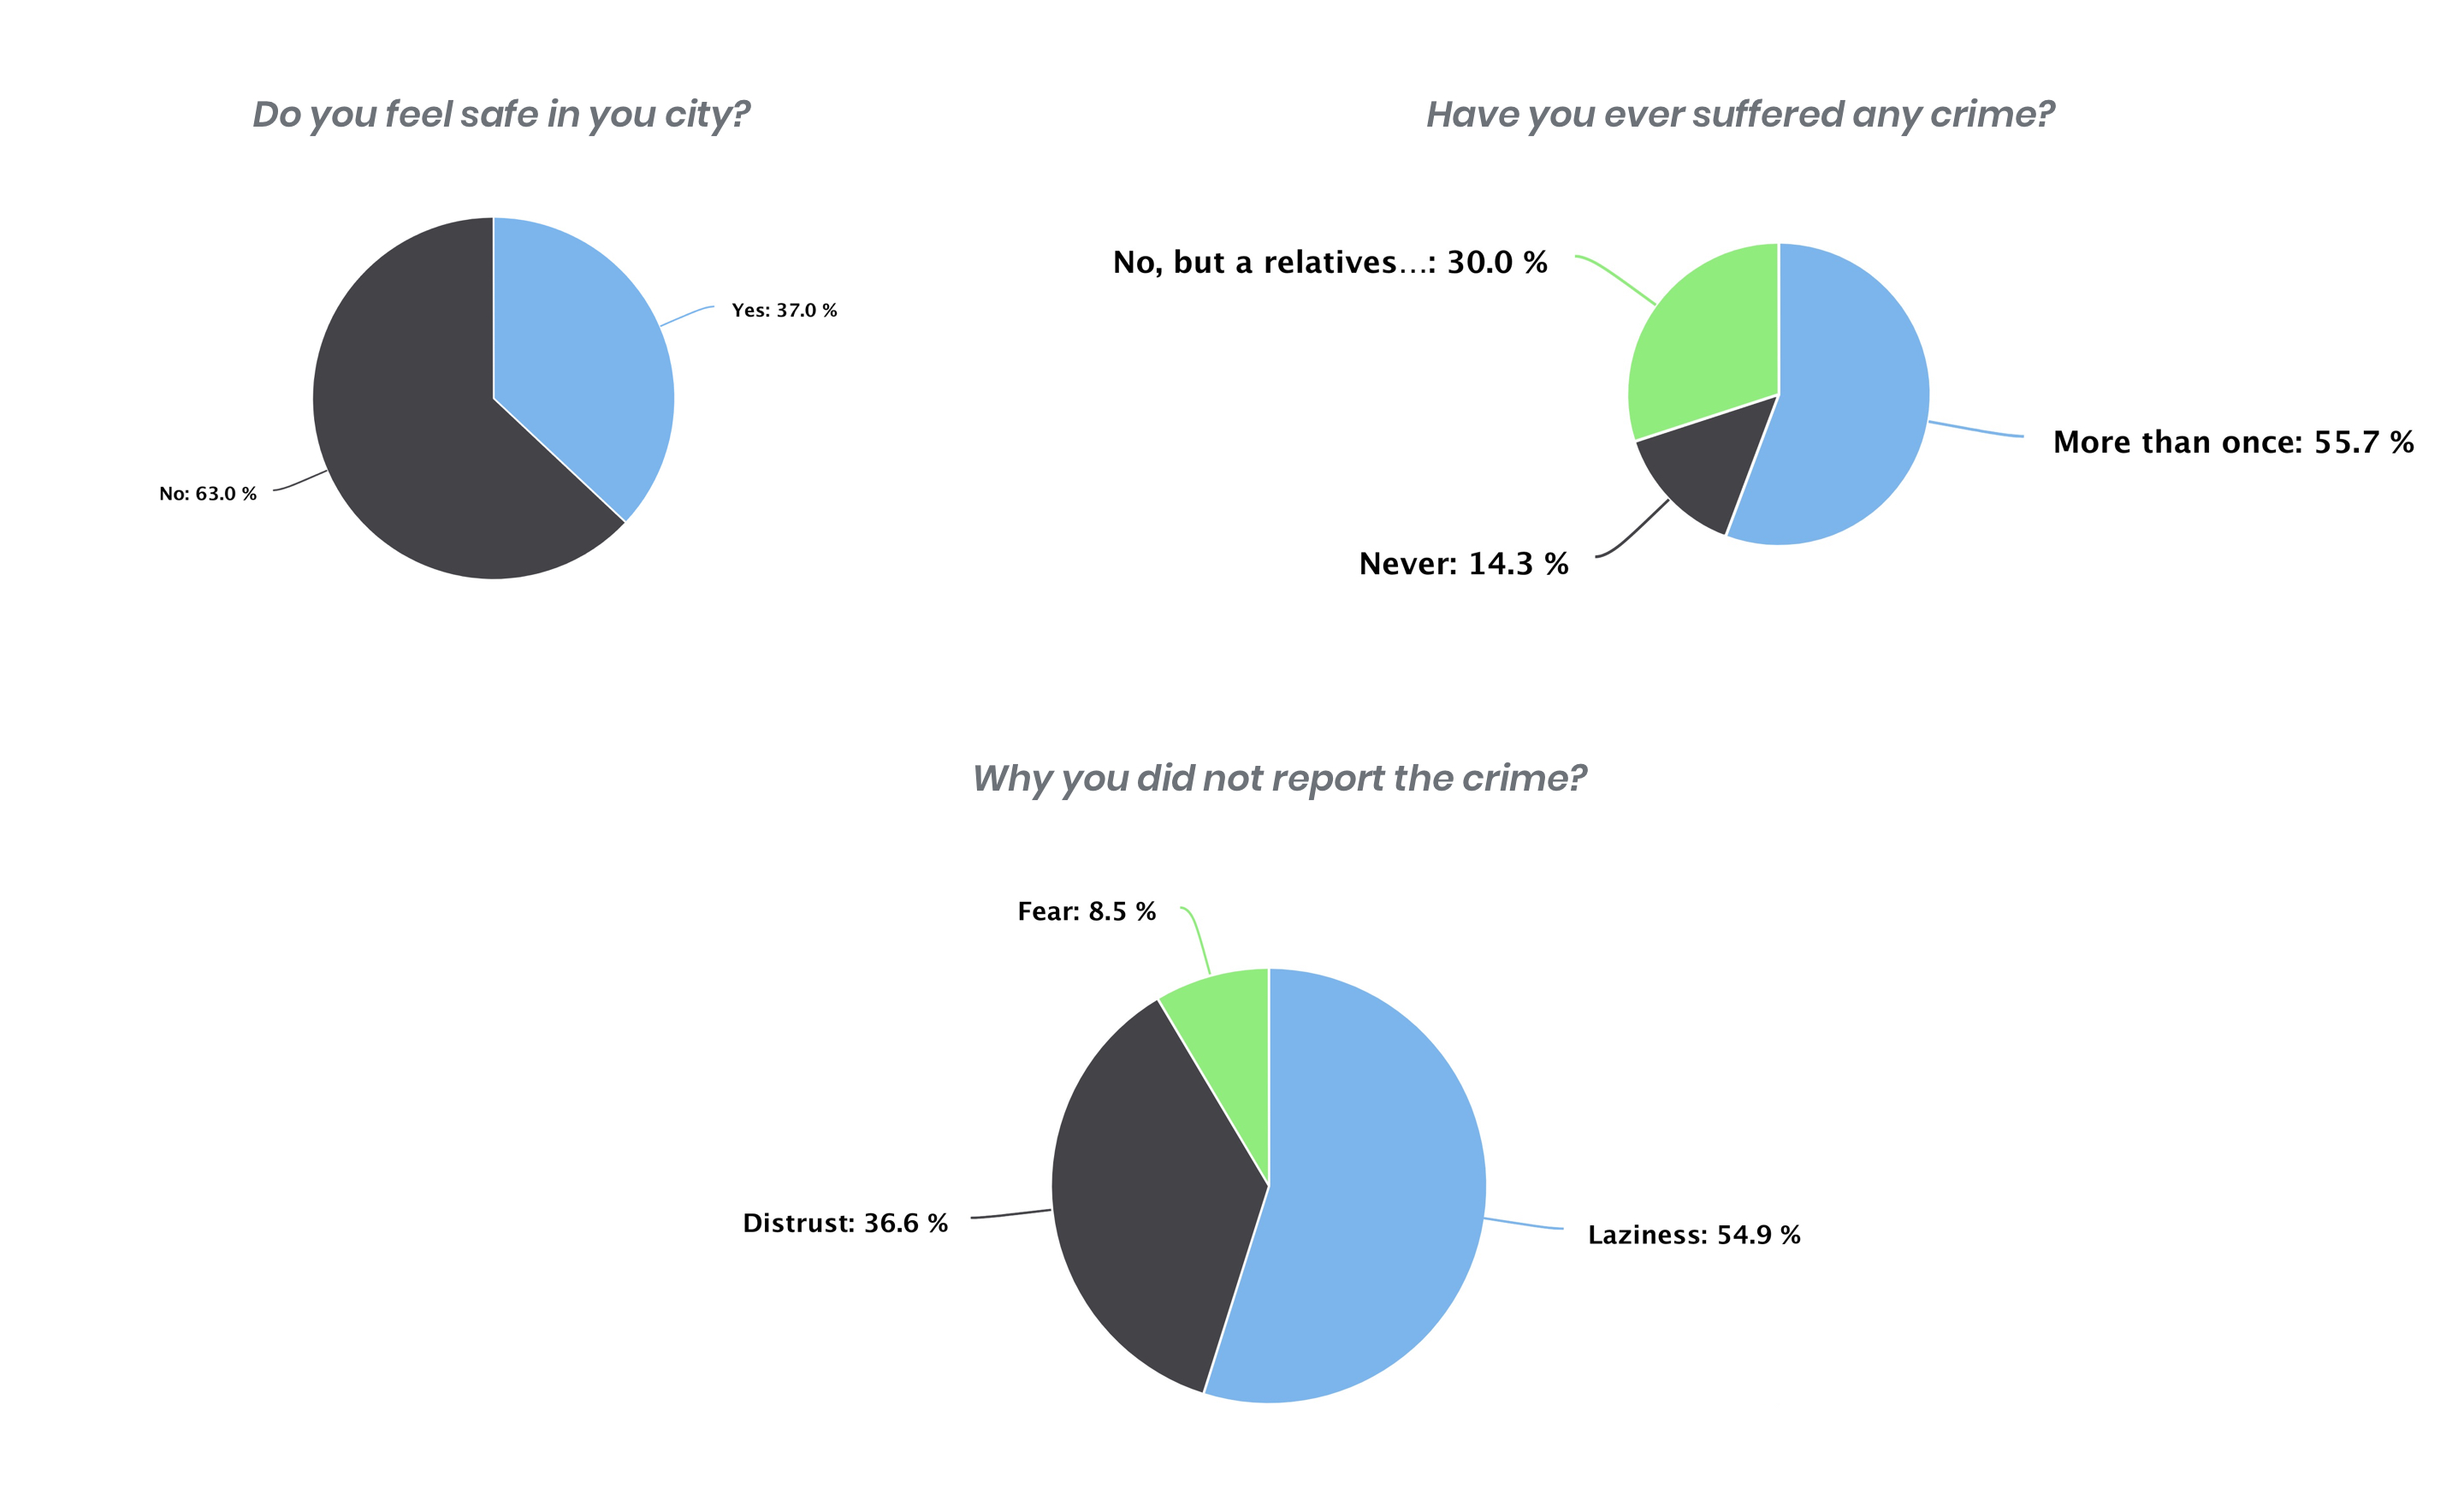 Do you feel safe in you city?
Yes: 37.0 %
No: 63.0 %
Have you ever suffered any crime?
No, but a relatives...: 30.0 %
More than once: 55.7 %
Never: 14.3 %
Why you did not report the crime?
Fear: 8.5 %
Distrust: 36.6 %
Laziness: 54.9 %